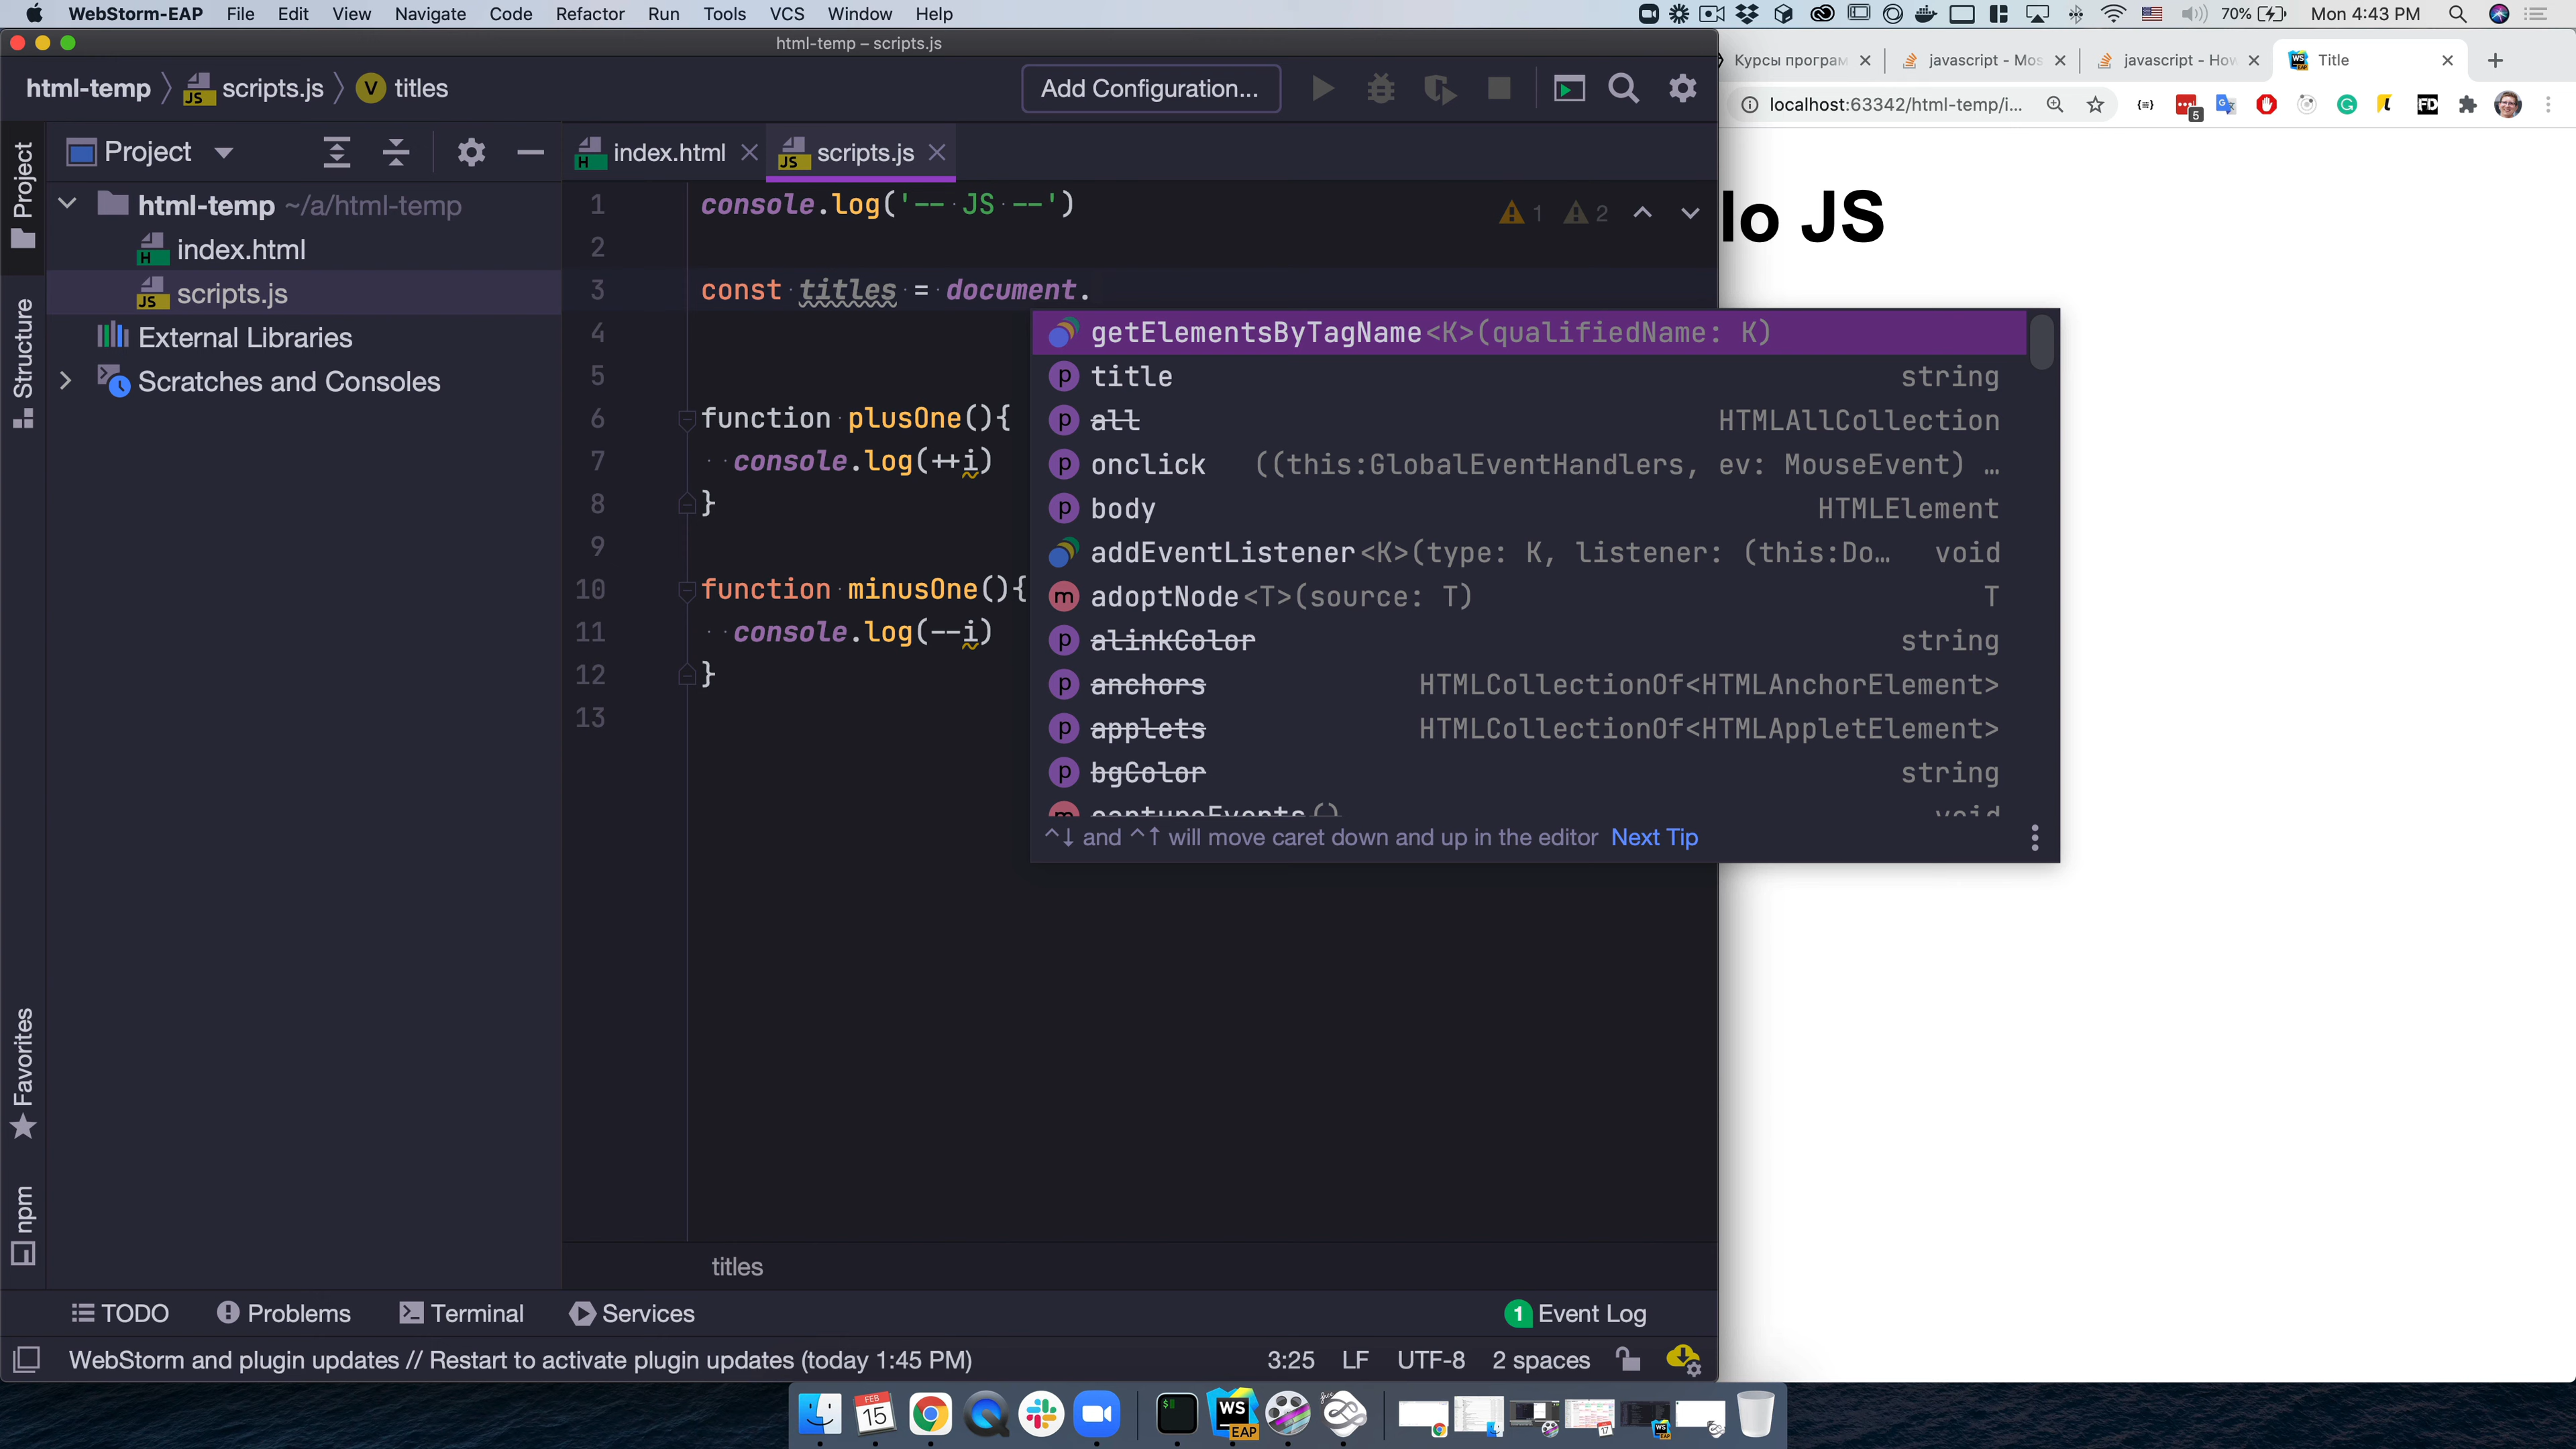 WebStorm-EAP File Edit View Navigate Code Refactor Run Tools VCS Window Help 70% Mon 4:43 PM
html-temp – scripts.js
html-temp scripts.js titles Add Configuration...
Курсы програм javascript - Mos javascript - How Title
localhost:63342/html-temp/i... 5
Project
index.html scripts.js
html-temp ~/a/html-temp
index.html
scripts.js
External Libraries
Scratches and Consoles
Project
Structure
Favorites
npm
1 console.log('-- JS --') 1 2
2
3 const titles = document.
4
5
6 function plusOne(){
7 console.log(++i)
8 }
9
10 function minusOne(){
11 console.log(--i)
12 }
13
getElementsByTagName<K>(qualifiedName: K)
title string
all HTMLAllCollection
onclick ((this:GlobalEventHandlers, ev: MouseEvent) …
body HTMLElement
addEventListener<K>(type: K, listener: (this:Do… void
adoptNode<T>(source: T) T
alinkColor string
anchors HTMLCollectionOf<HTMLAnchorElement>
applets HTMLCollectionOf<HTMLAppletElement>
bgColor string
captureEvents() void
^↓ and ^↑ will move caret down and up in the editor Next Tip
lo JS
titles
TODO Problems Terminal Services 1 Event Log
WebStorm and plugin updates // Restart to activate plugin updates (today 1:45 PM) 3:25 LF UTF-8 2 spaces
FEB
15
WS
EAP